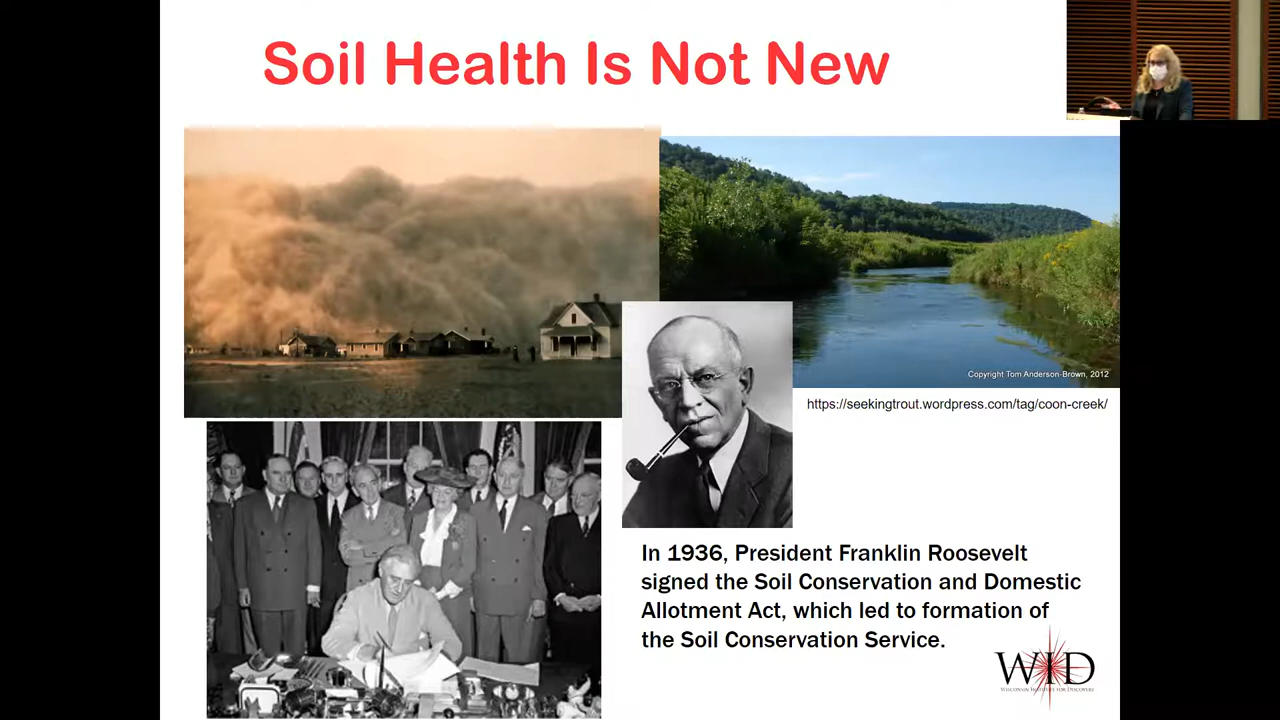 Soil Health Is Not New
Copyright Tom Anderson-Brown, 2012
https://seekingtrout.wordpress.com/tag/coon-creek/
In 1936, President Franklin Roosevelt
signed the Soil Conservation and Domestic
Allotment Act, which led to formation of
the Soil Conservation Service.
WID
WISCONSIN INSTITUTE FOR DISCOVERY